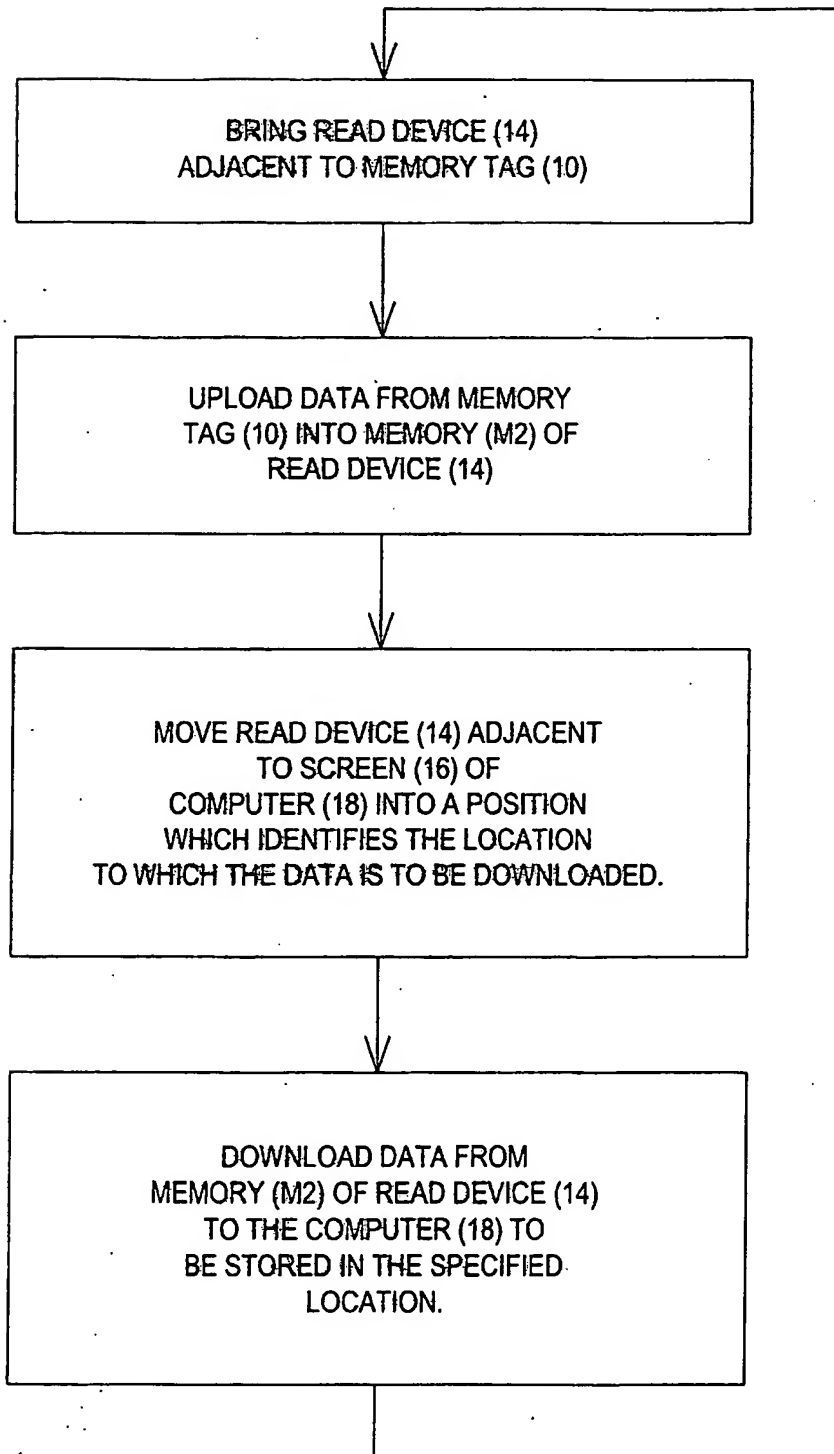 BRING READ DEVICE (14)
ADJACENT TO MEMORY TAG (10)
UPLOAD DATA FROM MEMORY
TAG (10) INTO MEMORY (M2) OF
READ DEVICE (14)
MOVE READ DEVICE (14) ADJACENT
TO SCREEN (16) OF
COMPUTER (18) INTO A POSITION
WHICH IDENTIFIES THE LOCATION
TO WHICH THE DATA IS TO BE DOWNLOADED.
DOWNLOAD DATA FROM
MEMORY (M2) OF READ DEVICE (14)
TO THE COMPUTER (18) TO
BE STORED IN THE SPECIFIED
LOCATION.